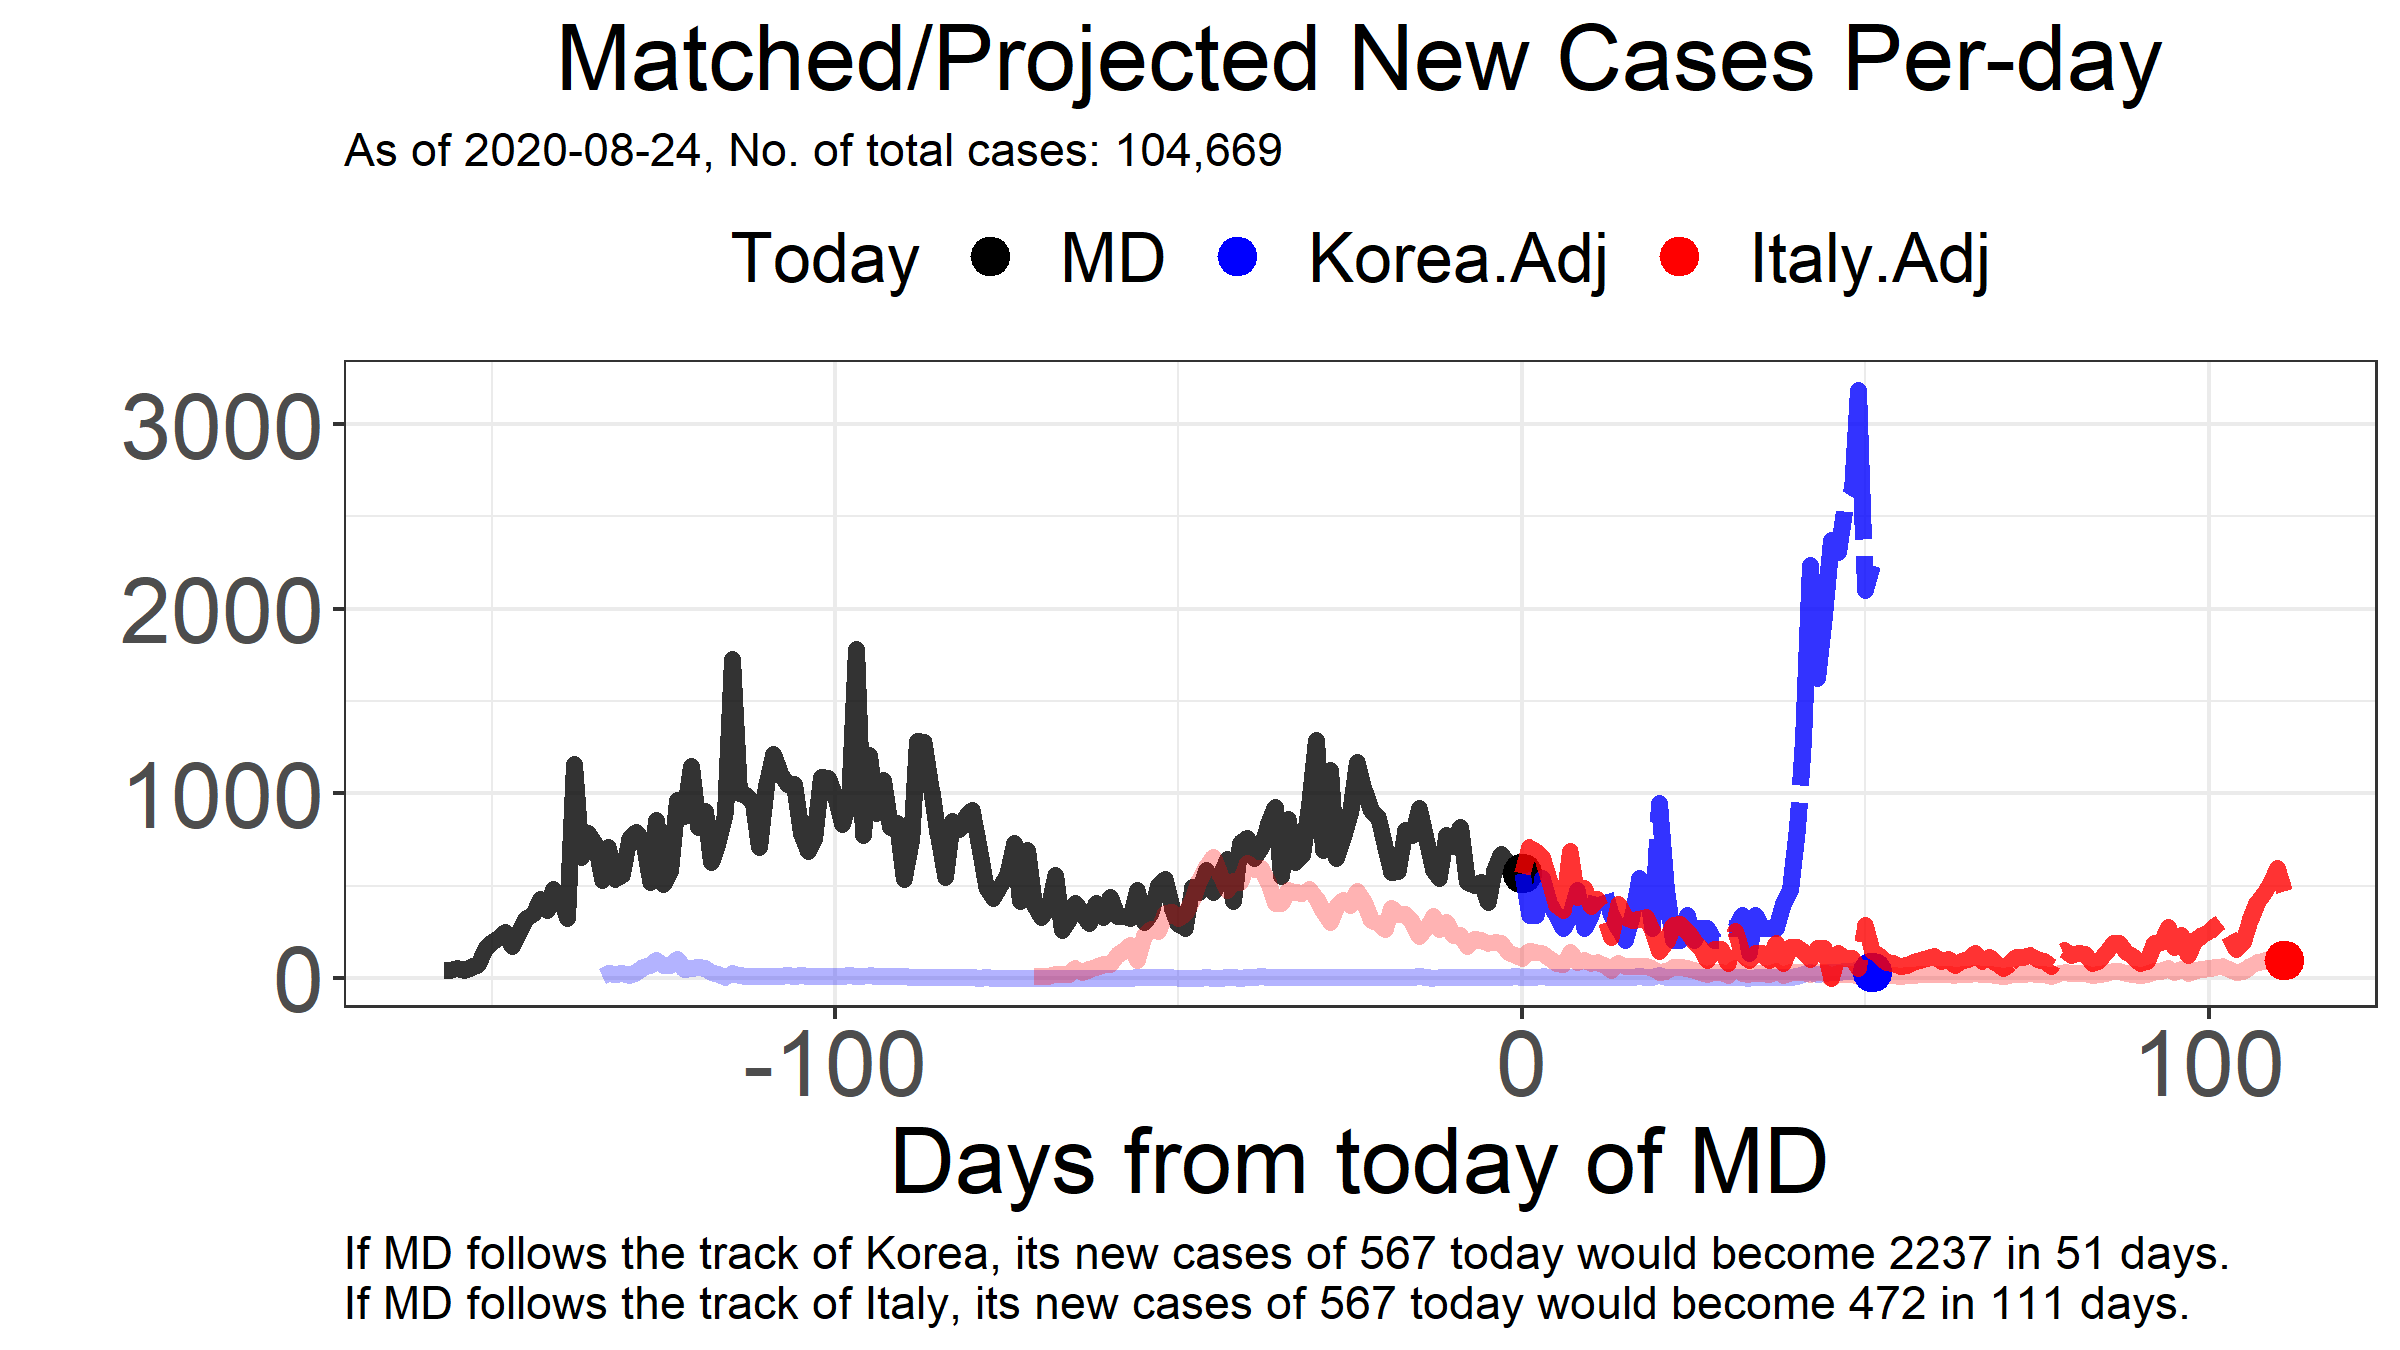 Matched/Projected New Cases Per-day
As of 2020-08-24, No. of total cases: 104,669
Today MD Korea.Adj Italy.Adj
3000
2000
1000
0
-100 0 100
Days from today of MD
If MD follows the track of Korea, its new cases of 567 today would become 2237 in 51 days.
If MD follows the track of Italy, its new cases of 567 today would become 472 in 111 days.